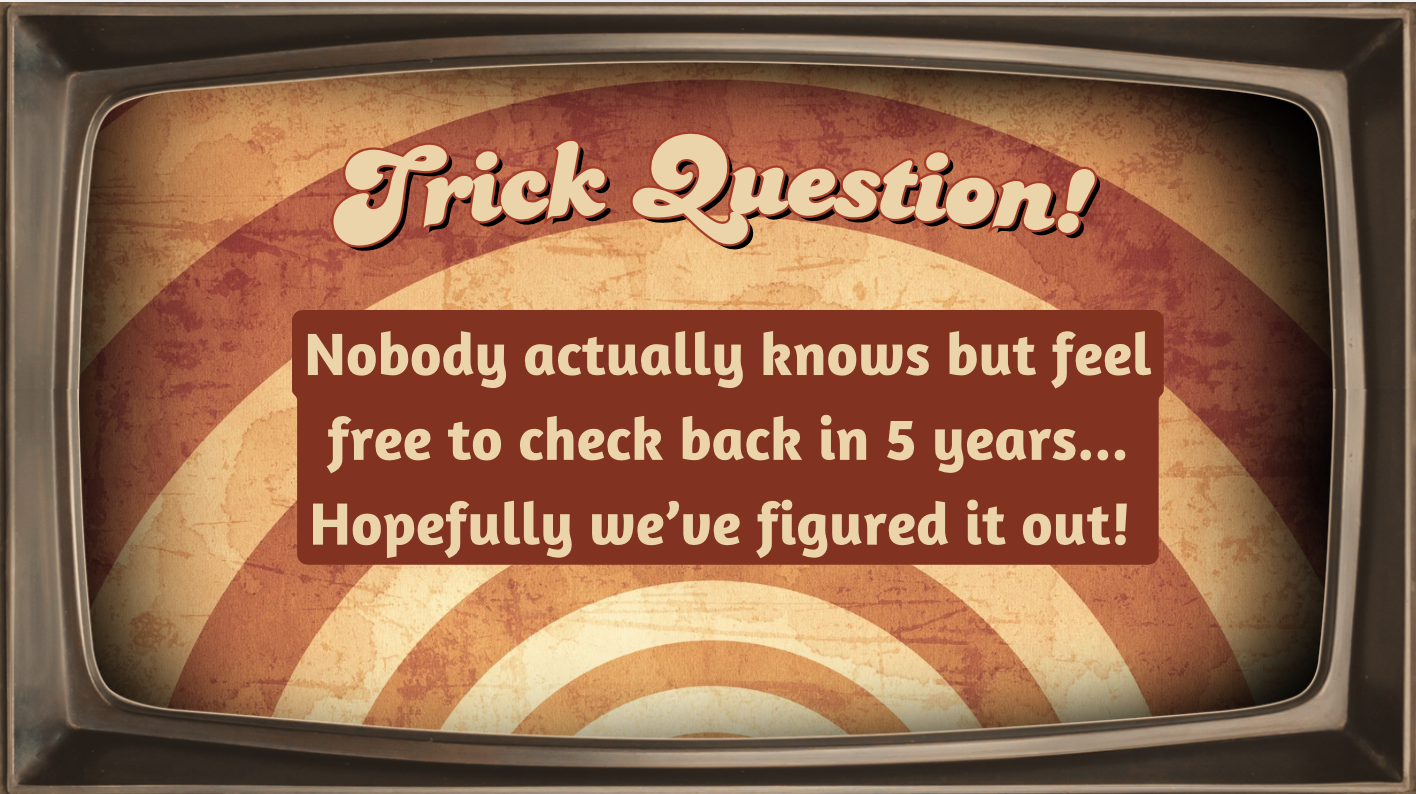 Trick Question!
Nobody actually knows but feel
free to check back in 5 years...
Hopefully we’ve figured it out!